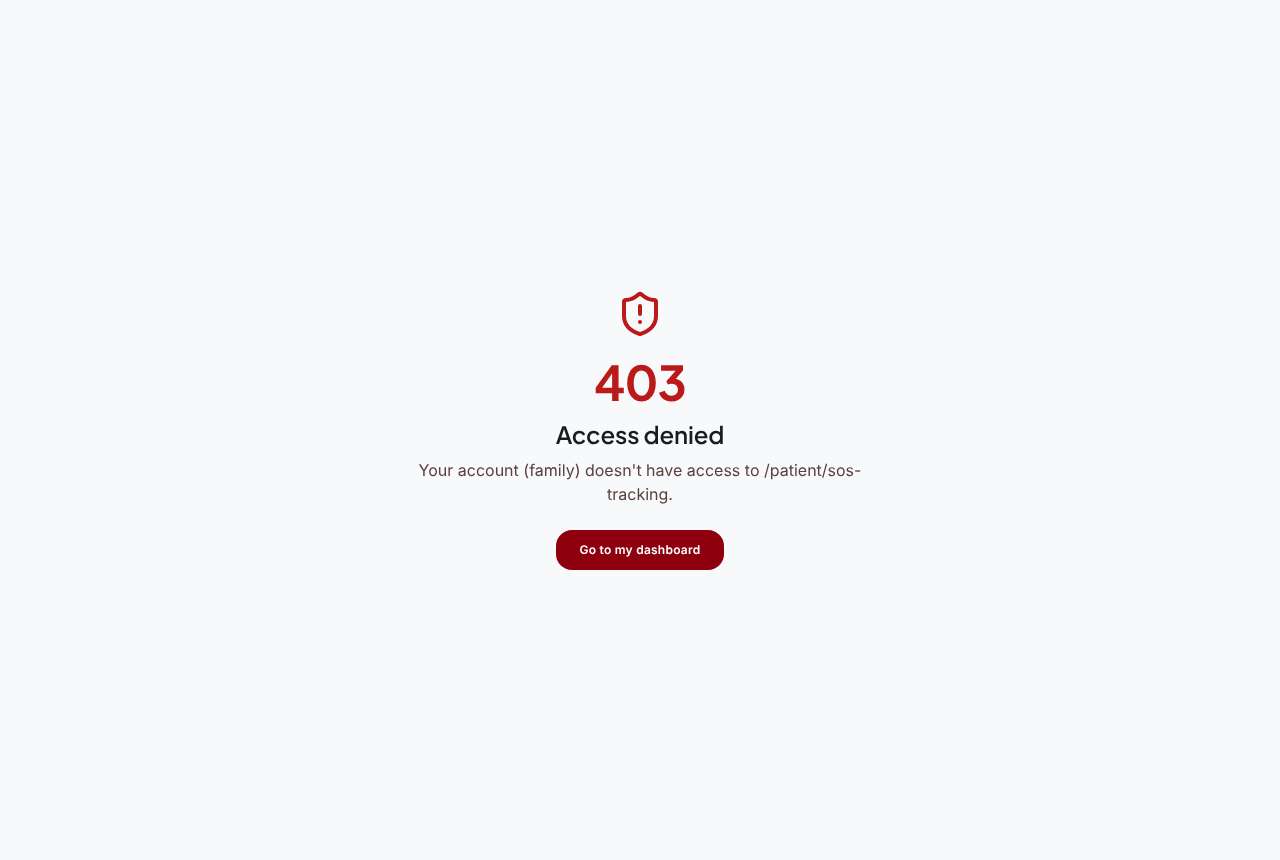 403
Access denied
Your account (family) doesn't have access to /patient/sos-
tracking.
Go to my dashboard